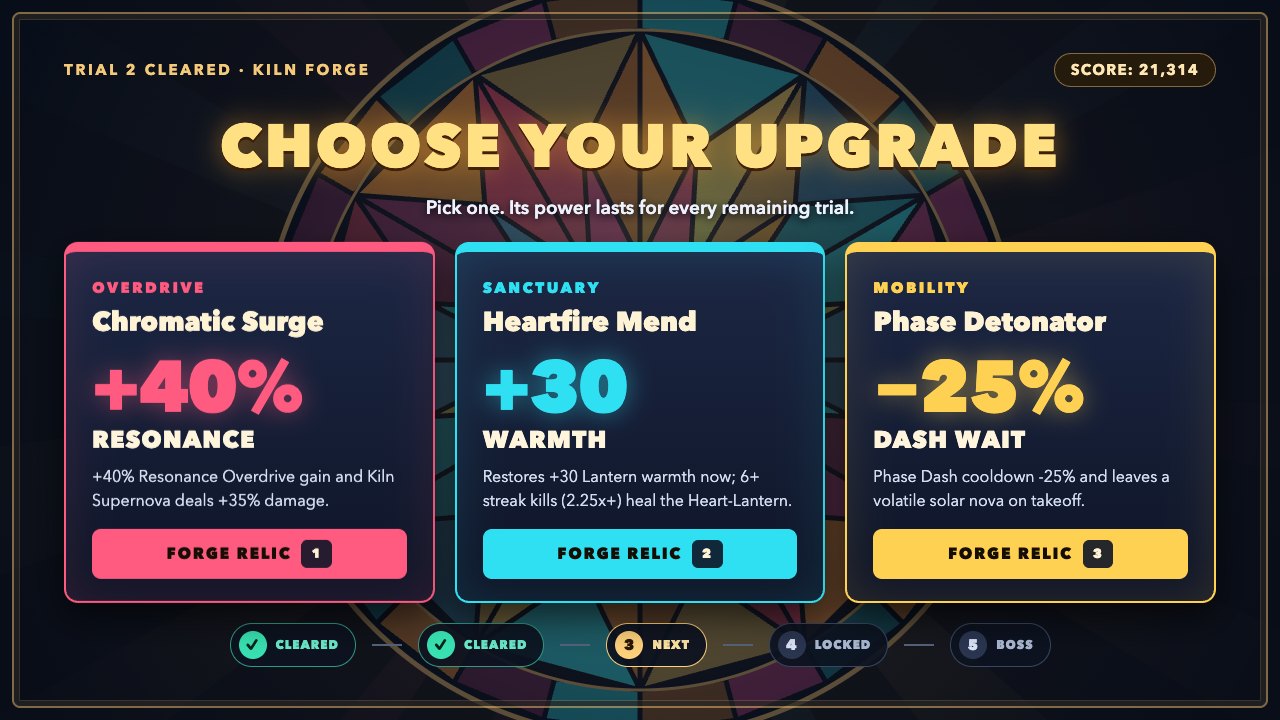 TRIAL 2 CLEARED · KILN FORGE
SCORE: 21,314
CHOOSE YOUR UPGRADE
Pick one. Its power lasts for every remaining trial.
OVERDRIVE
Chromatic Surge
+40%
RESONANCE
+40% Resonance Overdrive gain and Kiln
Supernova deals +35% damage.
FORGE RELIC 1
SANCTUARY
Heartfire Mend
+30
WARMTH
Restores +30 Lantern warmth now; 6+
streak kills (2.25x+) heal the Heart-Lantern.
FORGE RELIC 2
MOBILITY
Phase Detonator
−25%
DASH WAIT
Phase Dash cooldown -25% and leaves a
volatile solar nova on takeoff.
FORGE RELIC 3
CLEARED
CLEARED
3 NEXT
4 LOCKED
5 BOSS